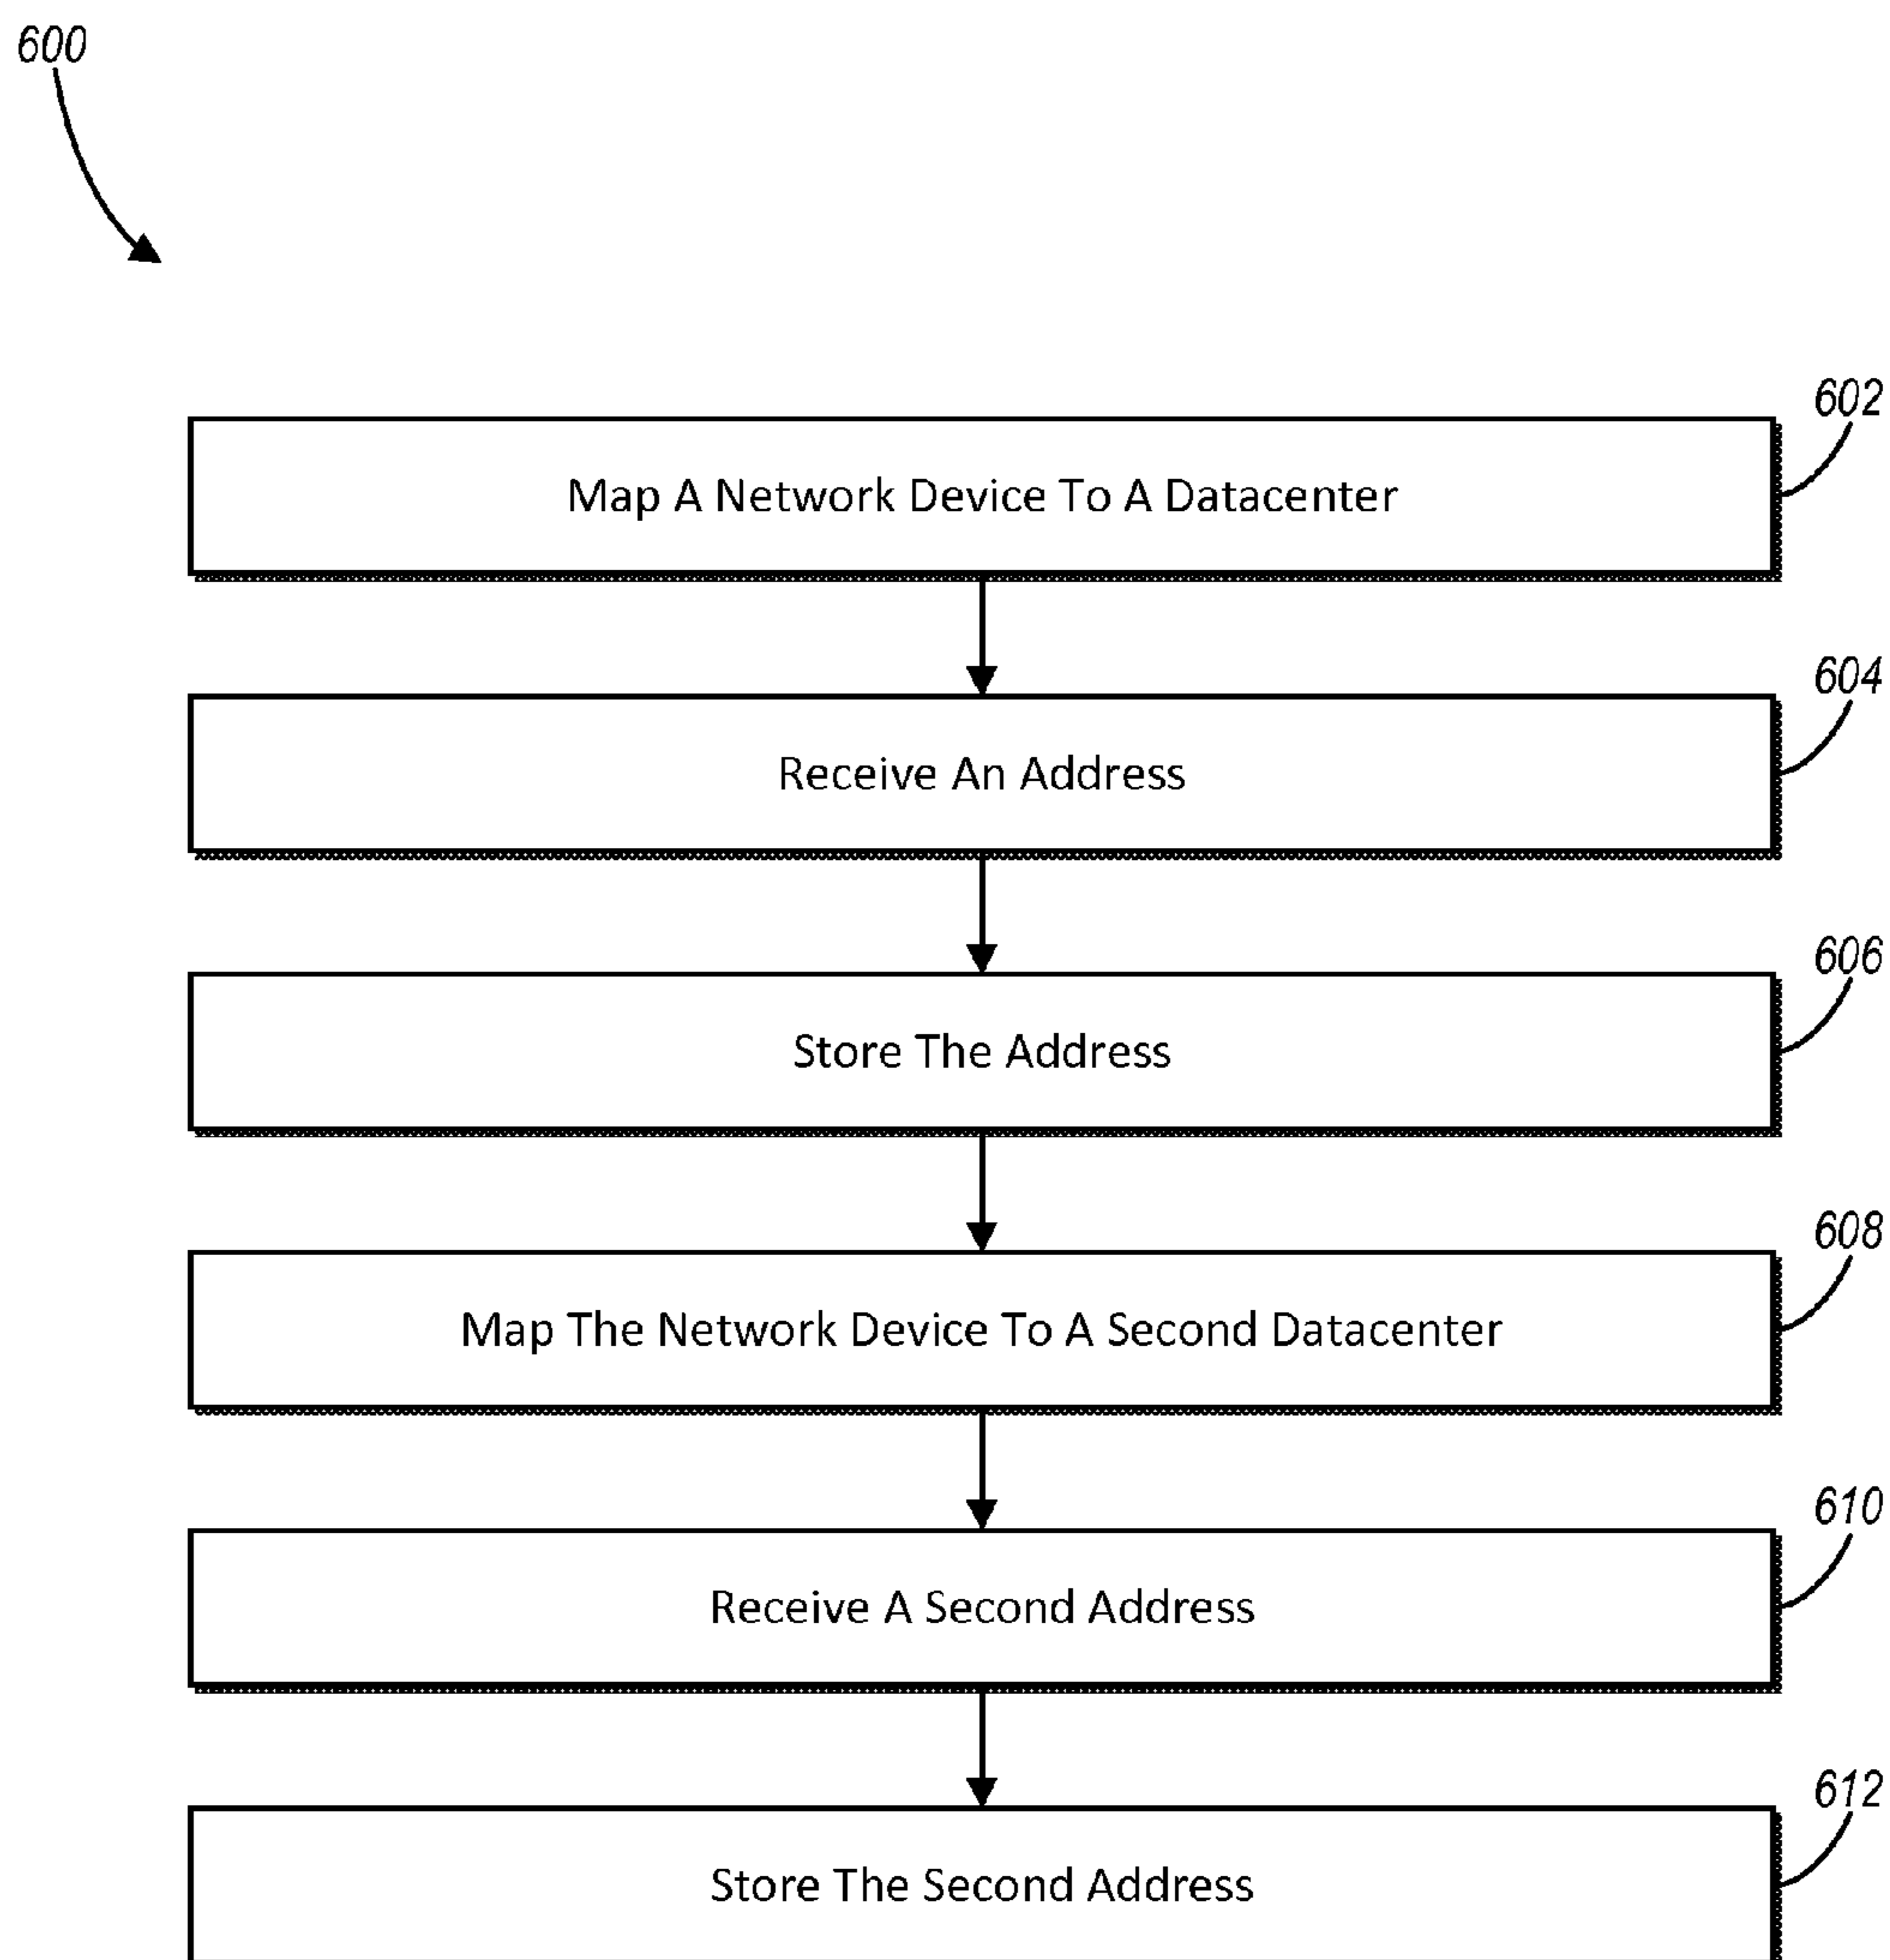 600
602
Map A Network Device To A Datacenter
604
Receive An Address
606
Store The Address
608
Map The Network Device To A Second Datacenter
610
Receive A Second Address
612
Store The Second Address